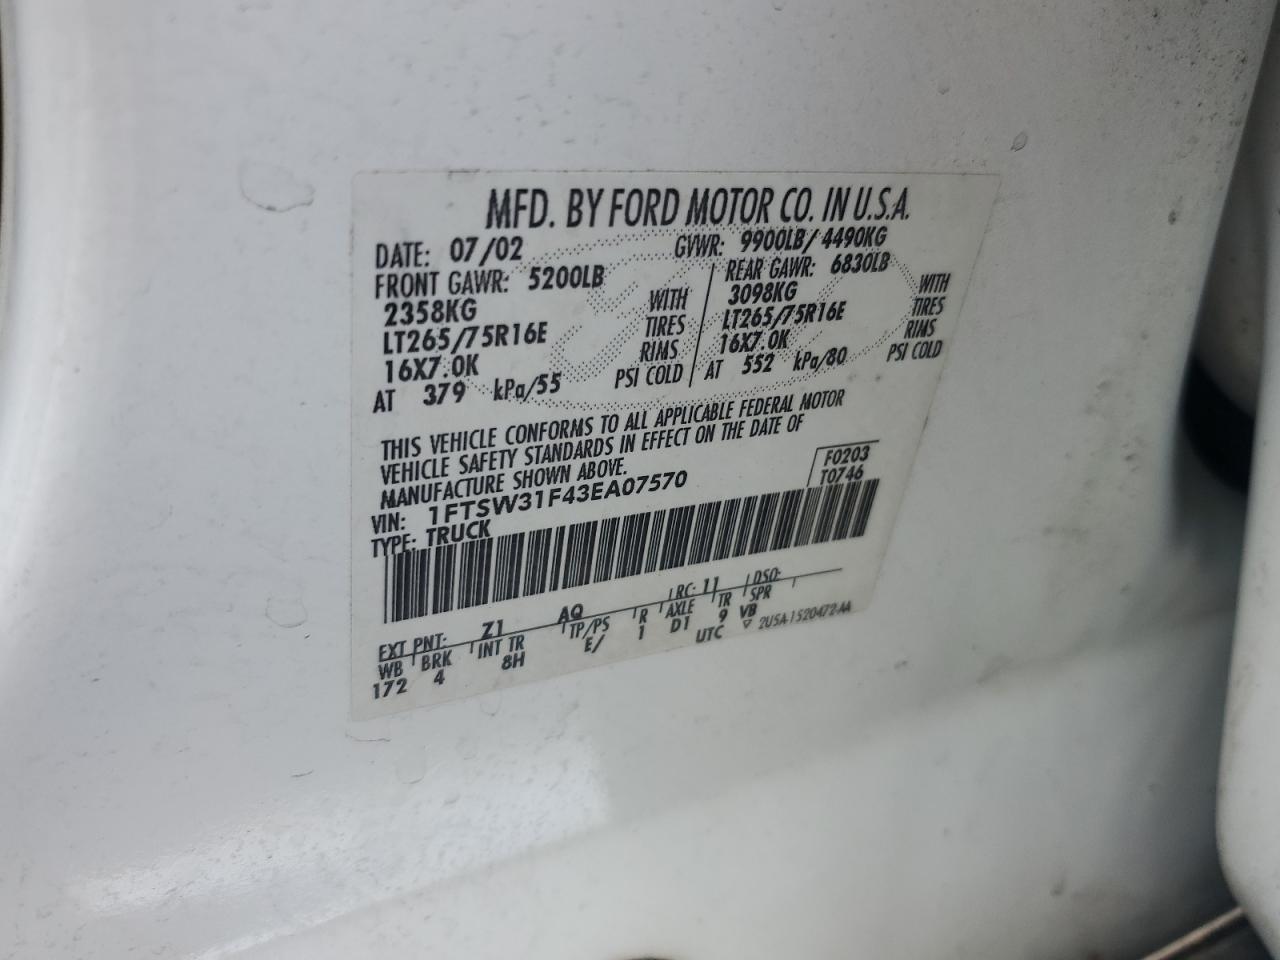 MFD. BY FORD MOTOR CO. IN U.S.A.
DATE: 07/02 GVWR: 9900LB/ 4490KG
FRONT GAWR: 5200LB REAR GAWR: 6830LB
2358KG WITH 3098KG WITH
LT265/75R16E TIRES LT265/75R16E TIRES
16X7.0K RIMS 16X7.0K RIMS
AT 379 kPa/55 PSI COLD AT 552 kPa/80 PSI COLD
THIS VEHICLE CONFORMS TO ALL APPLICABLE FEDERAL MOTOR
VEHICLE SAFETY STANDARDS IN EFFECT ON THE DATE OF
MANUFACTURE SHOWN ABOVE.
VIN: 1FTSW31F43EA07570 F0203
TYPE: TRUCK T0746
EXT PNT: Z1 AQ RC: 11 DSO:
WB BRK INT TR TP/PS R AXLE TR SPR
172 4 8H E/ 1 D1 9 VB
UTC ▽ 2U5A-1520472-AA